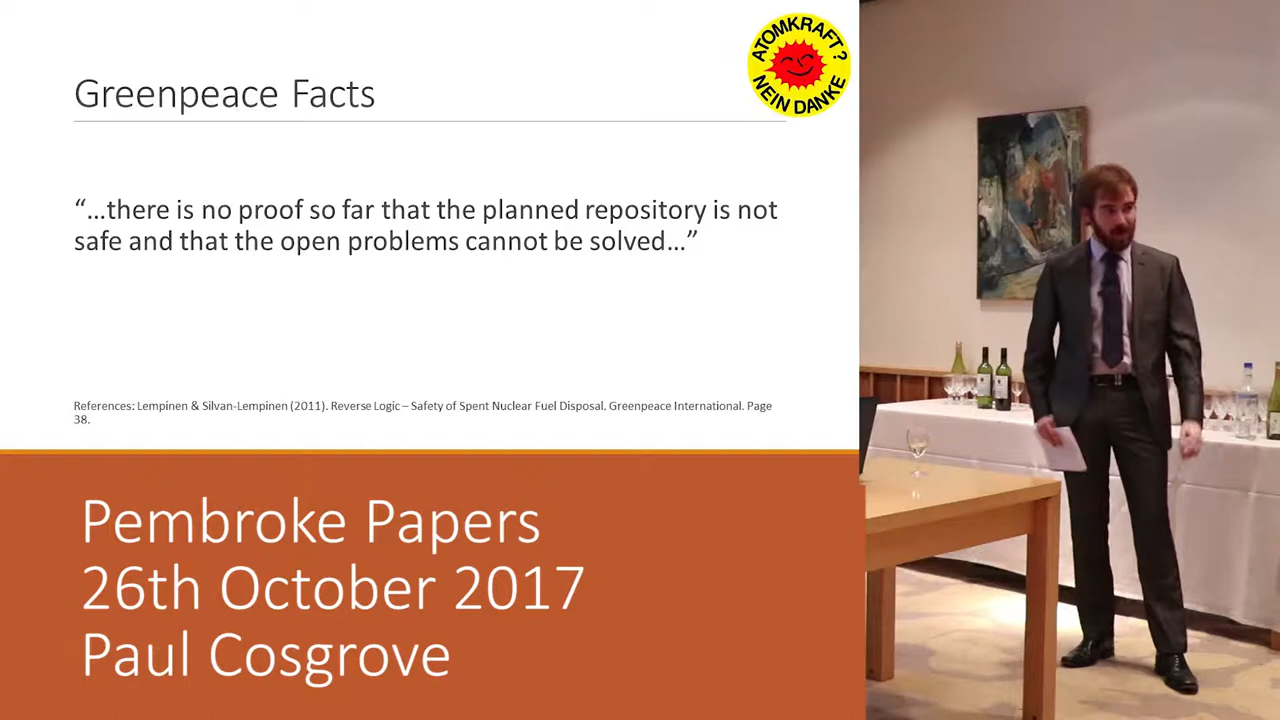 Greenpeace Facts
ATOMKRAFT?
NEIN DANKE
“…there is no proof so far that the planned repository is not
safe and that the open problems cannot be solved…”
References: Lempinen & Silvan-Lempinen (2011). Reverse Logic – Safety of Spent Nuclear Fuel Disposal. Greenpeace International. Page
38.
Pembroke Papers
26th October 2017
Paul Cosgrove